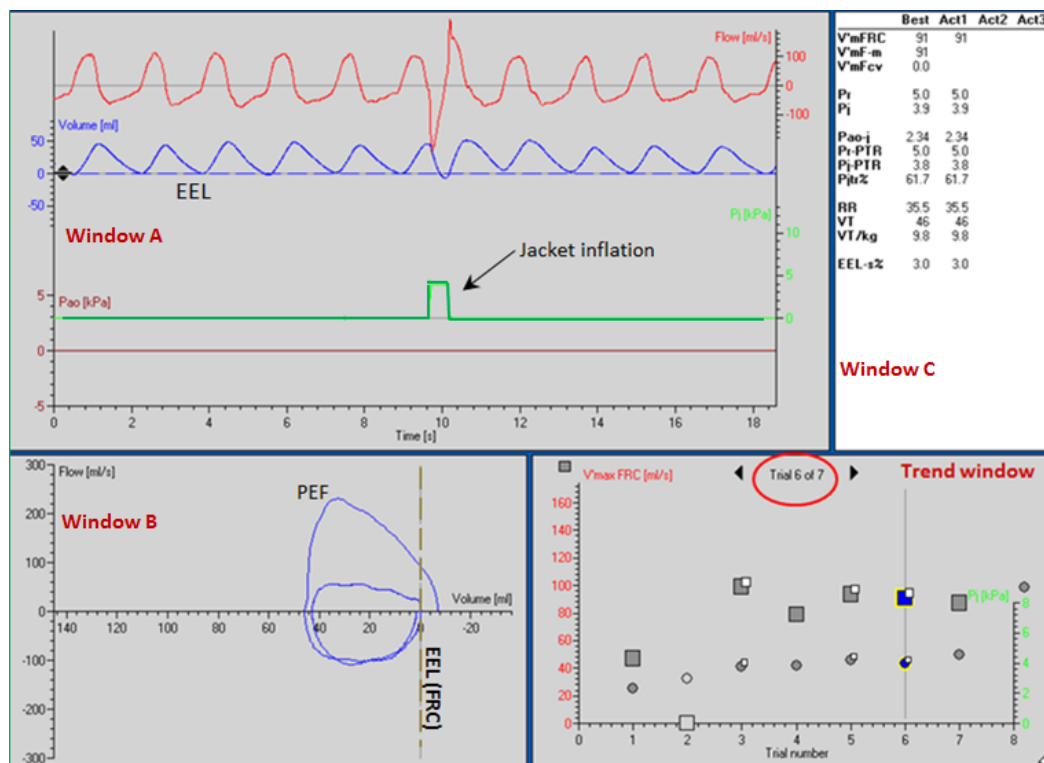 Flow [ml/s]
100
0
-100
Volume [ml]
50
0
-50
EEL
Window A
Pj [kPa]
10
5
0
Jacket inflation
Pao [kPa]
5
0
-5
0 2 4 6 8 10 12 14 16 18
Time [s]
Best Act1 Act2 Act3
V'mFRC 91 91
V'mF-m 91
V'mFcv 0.0
Pr 5.0 5.0
Pj 3.9 3.9
Pao-j 2.34 2.34
Pr-PTR 5.0 5.0
Pj-PTR 3.8 3.8
Pjtr% 61.7 61.7
RR 35.5 35.5
VT 46 46
VT/kg 9.8 9.8
EEL-s% 3.0 3.0
Window C
300
Flow [ml/s]
200
100
0
-100
-200
-300
PEF
Window B
Volume [ml]
140 120 100 80 60 40 20 0 -20
EEL (FRC)
V'max FRC [ml/s]
Trial 6 of 7
Trend window
160
140
120
100
80
60
40
20
0
Pj [kPa]
8
6
4
2
0
0 1 2 3 4 5 6 7 8
Trial number